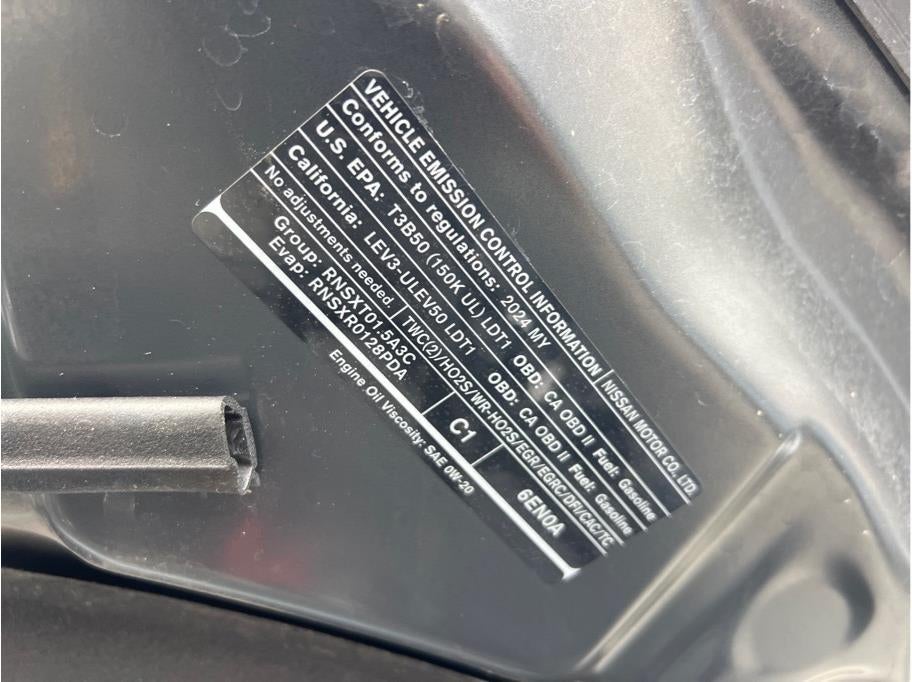 VEHICLE EMISSION CONTROL INFORMATION NISSAN MOTOR CO., LTD.
Conforms to regulations: 2024 MY
U.S. EPA: T3B50 (150K UL) LDT1 OBD: CA OBD II Fuel: Gasoline
California: LEV3-ULEV50 LDT1 OBD: CA OBD II Fuel: Gasoline
No adjustments needed. TWC(2)/HO2S/WR-HO2S/EGR/EGRC/DFI/CAC/TC
Group: RNSXT01.5A3C
Evap: RNSXR0128PDA C1 6EN0A
Engine Oil Viscosity: SAE 0W-20